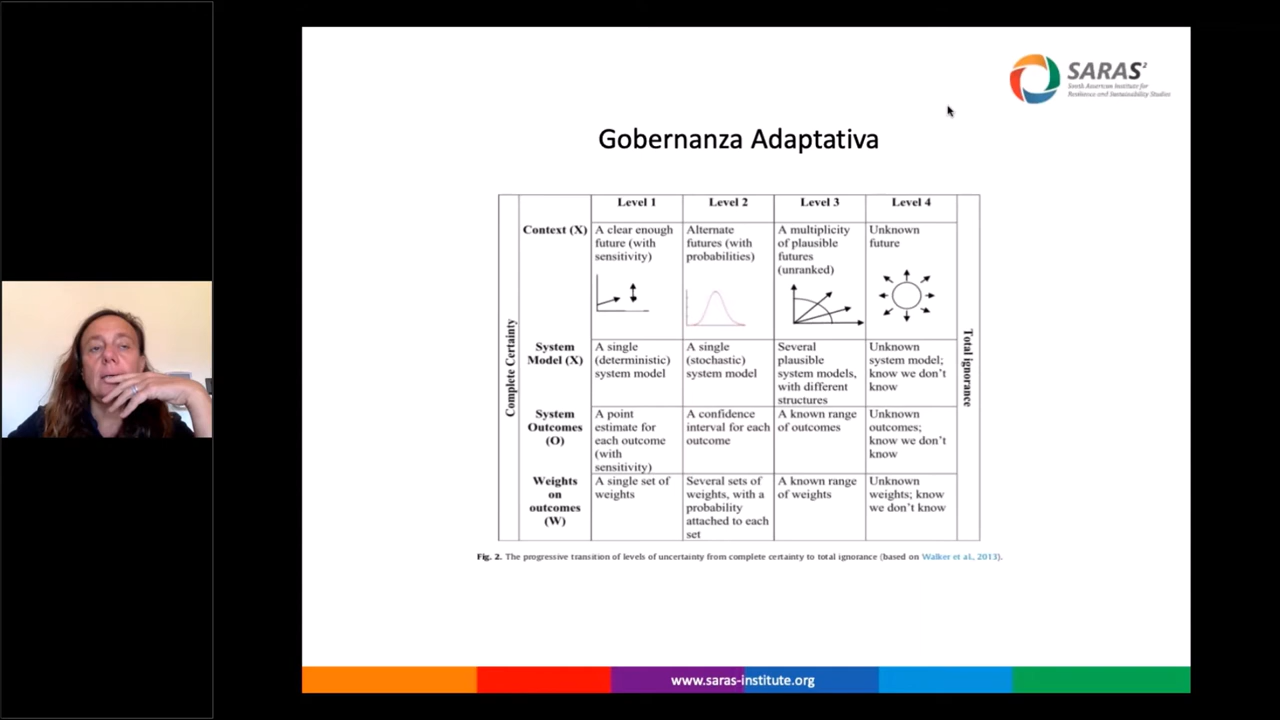 SARAS²
South American Institute for
Resilience and Sustainability Studies
Gobernanza Adaptativa
Level 1 Level 2 Level 3 Level 4
Complete Certainty
Total ignorance
Context (X)
A clear enough
future (with
sensitivity)
Alternate
futures (with
probabilities)
A multiplicity
of plausible
futures
(unranked)
Unknown
future
System
Model (X)
A single
(deterministic)
system model
A single
(stochastic)
system model
Several
plausible
system models,
with different
structures
Unknown
system model;
know we don't
know
System
Outcomes
(O)
A point
estimate for
each outcome
(with
sensitivity)
A confidence
interval for each
outcome
A known range
of outcomes
Unknown
outcomes;
know we don't
know
Weights
on
outcomes
(W)
A single set of
weights
Several sets of
weights, with a
probability
attached to each
set
A known range
of weights
Unknown
weights; know
we don't know
Fig. 2. The progressive transition of levels of uncertainty from complete certainty to total ignorance (based on Walker et al., 2013).
www.saras-institute.org